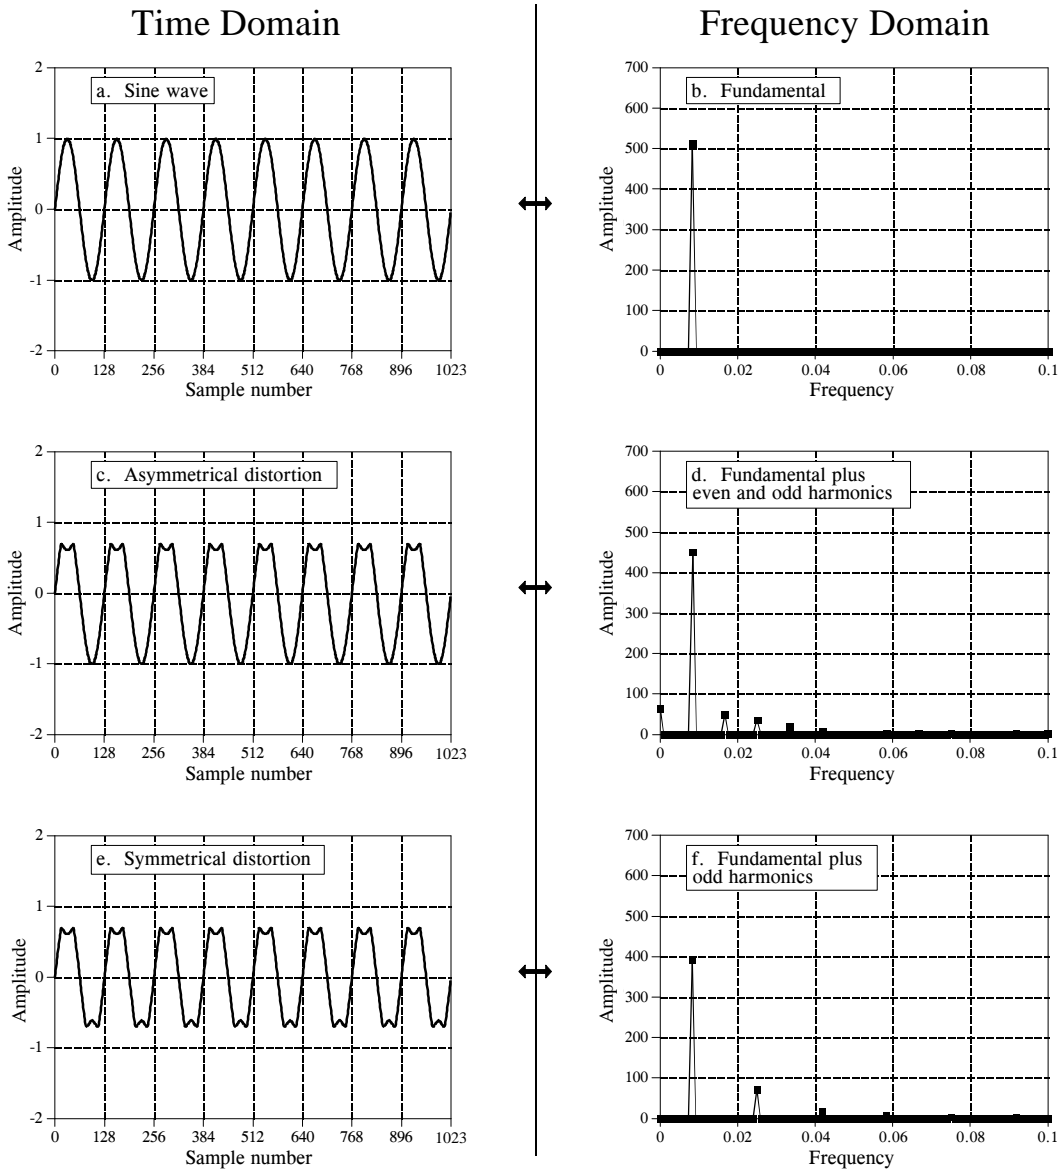 Time Domain
Frequency Domain
a. Sine wave
2
1
0
-1
-2
Amplitude
0 128 256 384 512 640 768 896 1023
Sample number
b. Fundamental
700
600
500
400
300
200
100
0
Amplitude
0 0.02 0.04 0.06 0.08 0.1
Frequency
c. Asymmetrical distortion
2
1
0
-1
-2
Amplitude
0 128 256 384 512 640 768 896 1023
Sample number
d. Fundamental plus
even and odd harmonics
700
600
500
400
300
200
100
0
Amplitude
0 0.02 0.04 0.06 0.08 0.1
Frequency
e. Symmetrical distortion
2
1
0
-1
-2
Amplitude
0 128 256 384 512 640 768 896 1023
Sample number
f. Fundamental plus
odd harmonics
700
600
500
400
300
200
100
0
Amplitude
0 0.02 0.04 0.06 0.08 0.1
Frequency